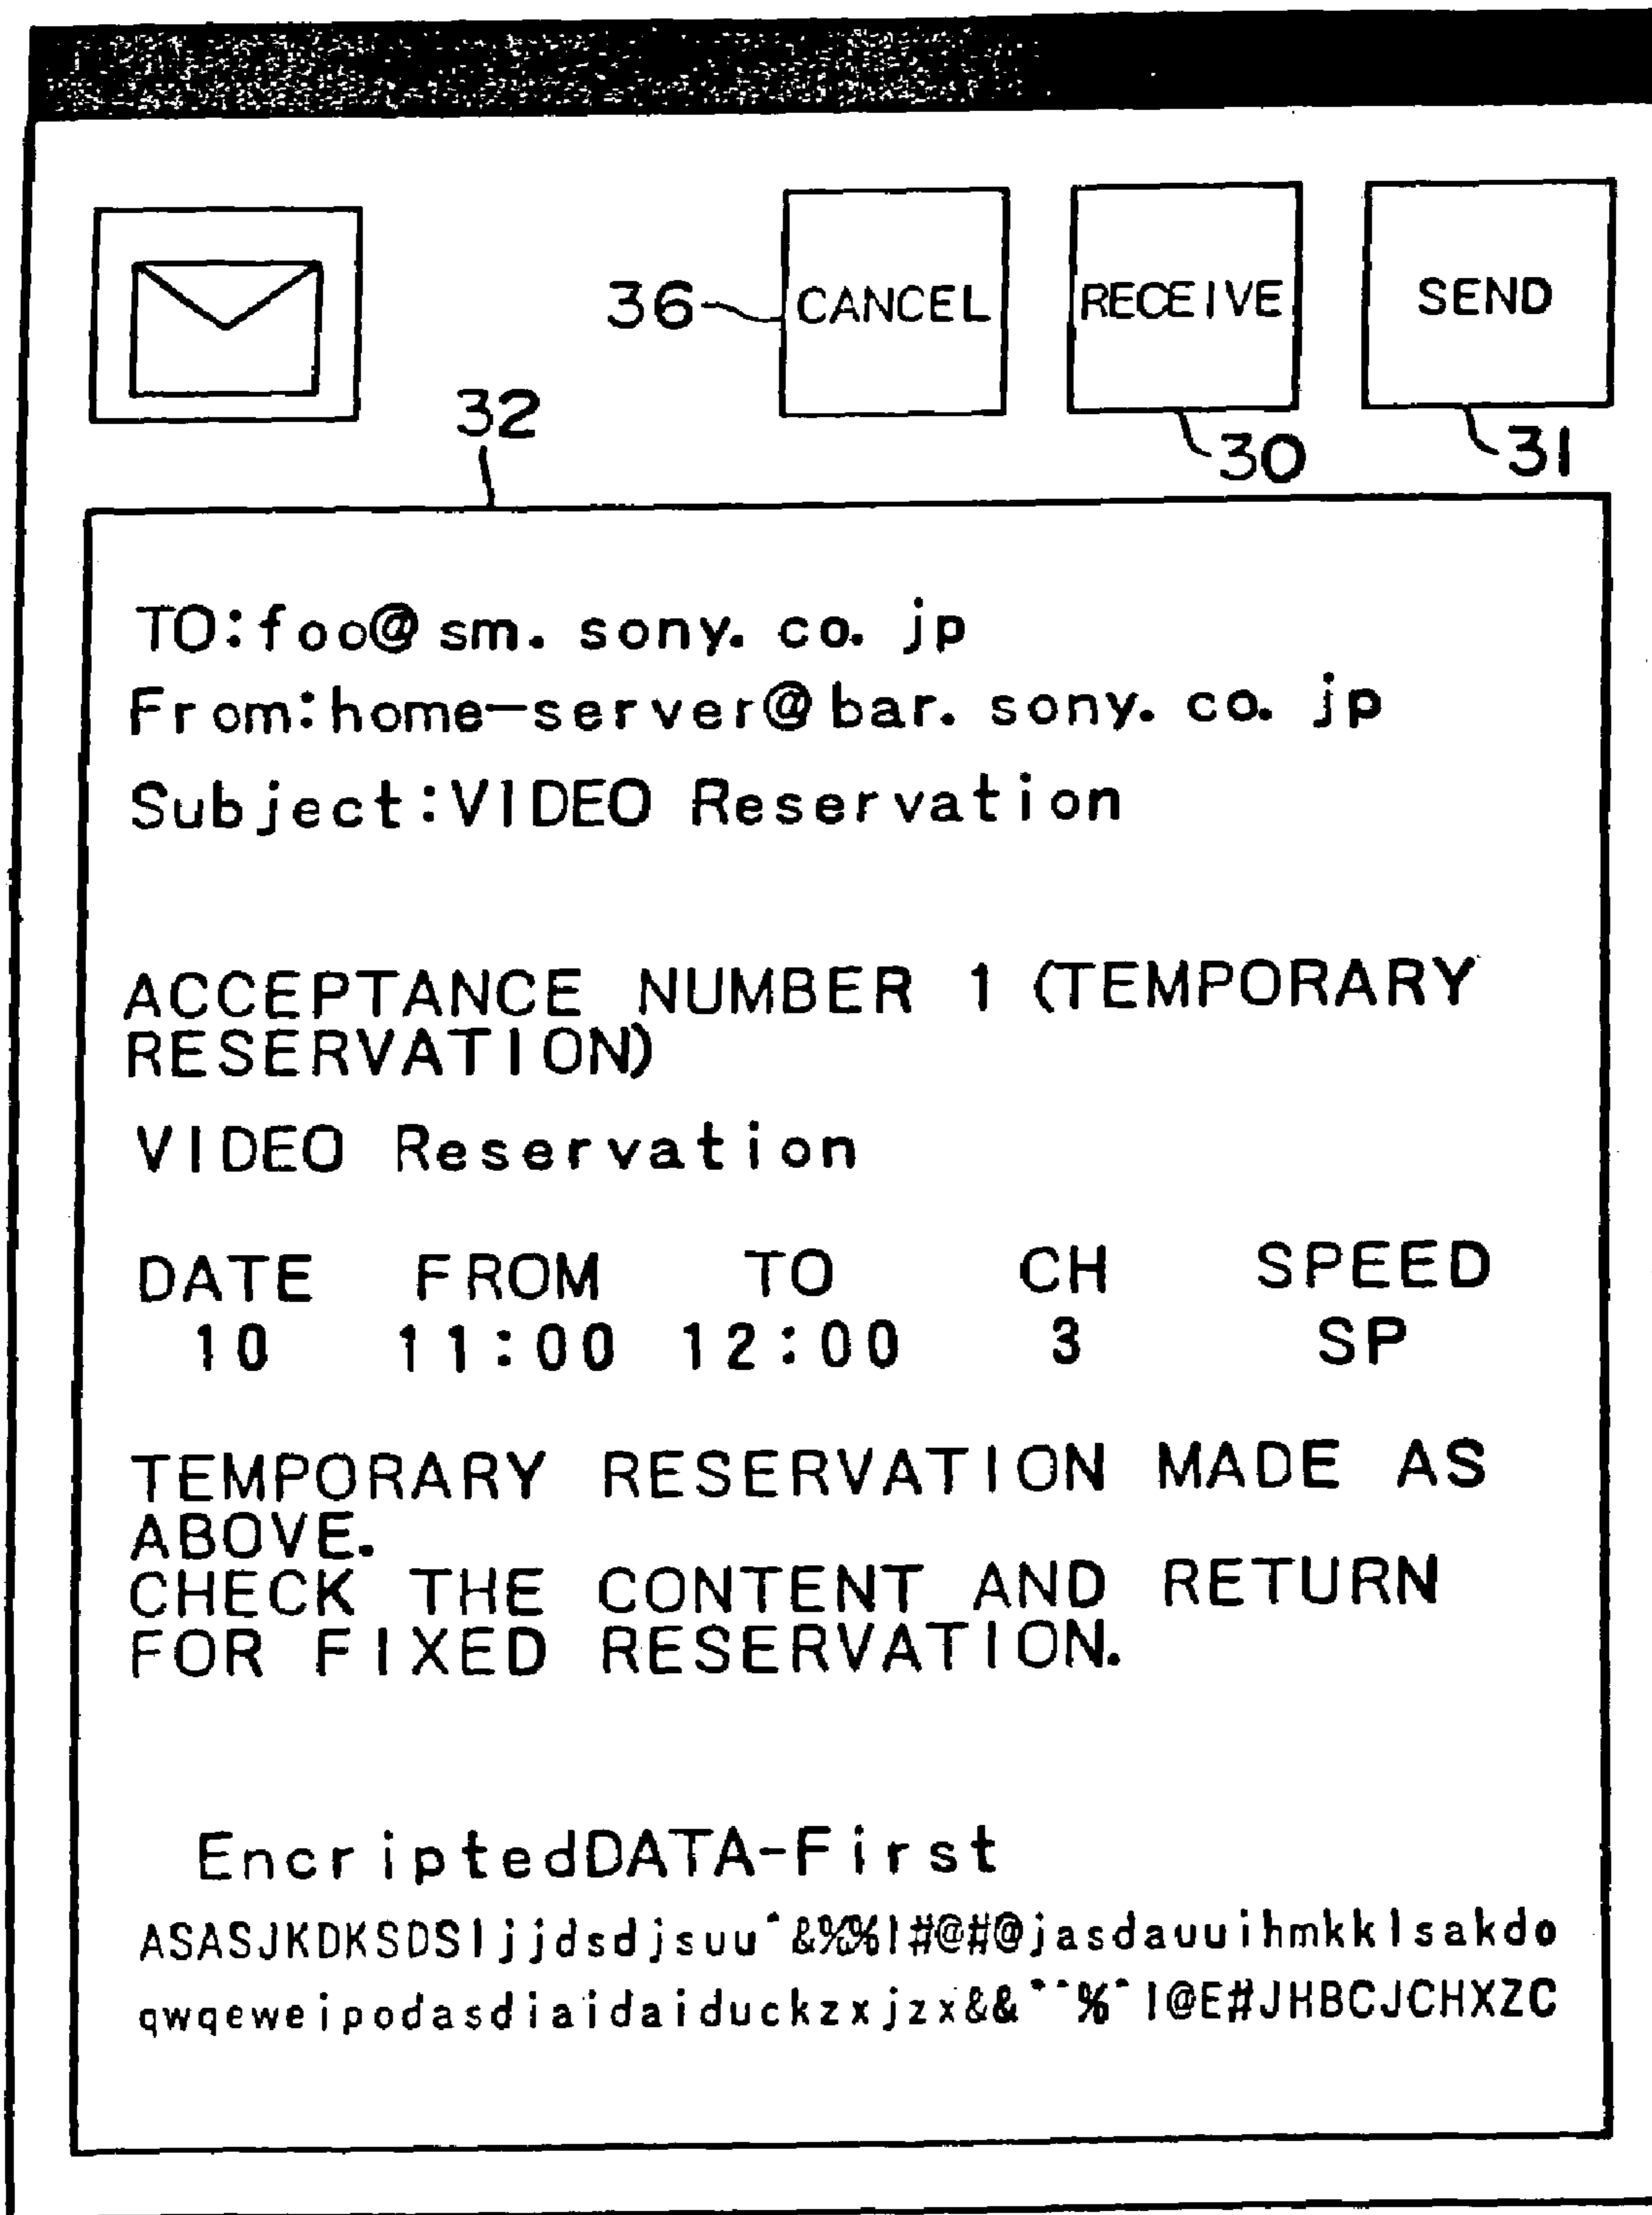 36 CANCEL RECEIVE SEND
32 30 31
TO:foo@sm.sony.co.jp
From:home-server@bar.sony.co.jp
Subject:VIDEO Reservation
ACCEPTANCE NUMBER 1 (TEMPORARY
RESERVATION)
VIDEO Reservation
DATE FROM TO CH SPEED
10 11:00 12:00 3 SP
TEMPORARY RESERVATION MADE AS
ABOVE.
CHECK THE CONTENT AND RETURN
FOR FIXED RESERVATION.
EncriptedDATA-First
ASASJKDKSDSIjjdsdjsuu^&%%!#@#@jasdauuihmkklsakdo
qwqeweipodasdiaidaiduckzxjzx&&^^%^!@E#JHBCJCHXZC